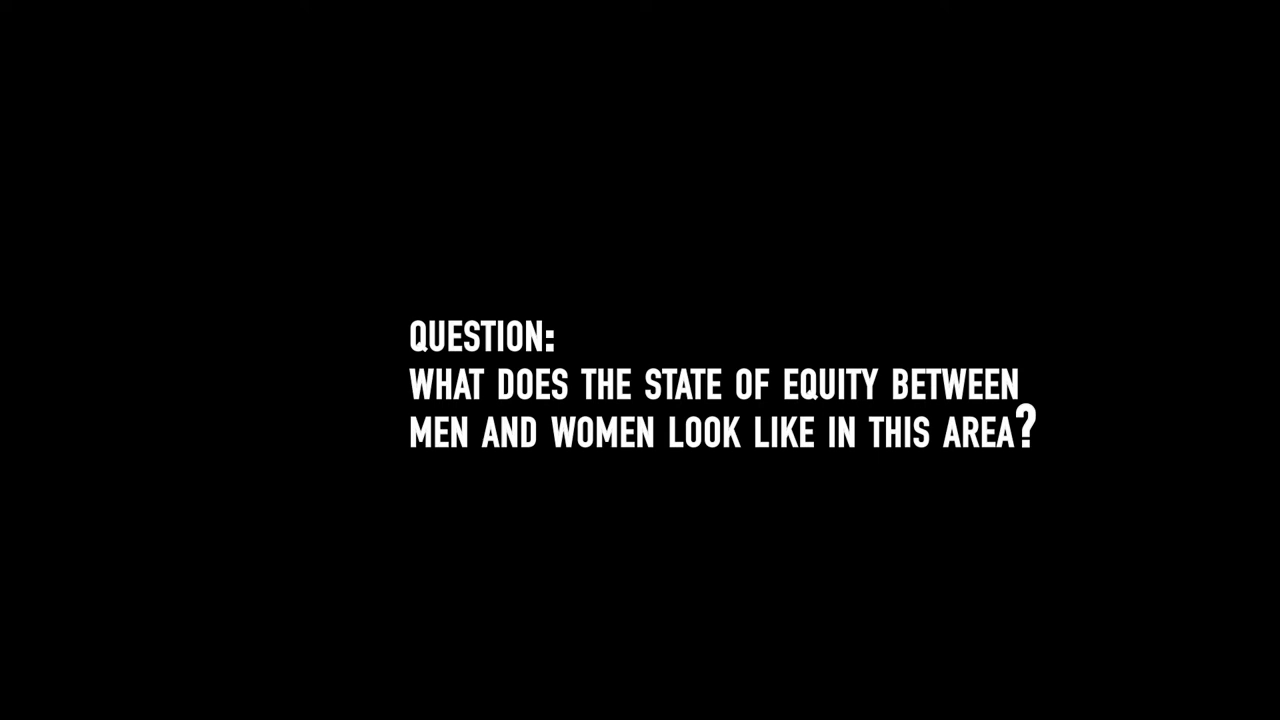 QUESTION:
WHAT DOES THE STATE OF EQUITY BETWEEN
MEN AND WOMEN LOOK LIKE IN THIS AREA?